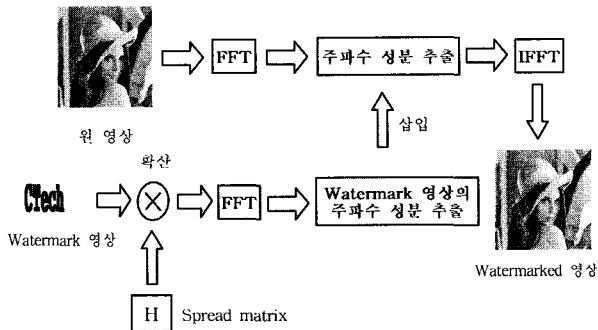 FFT
주파수 성분 추출
IFFT
원 영상
삽입
확산
CTech
FFT
Watermark 영상의
주파수 성분 추출
Watermark 영상
Watermarked 영상
H
Spread matrix